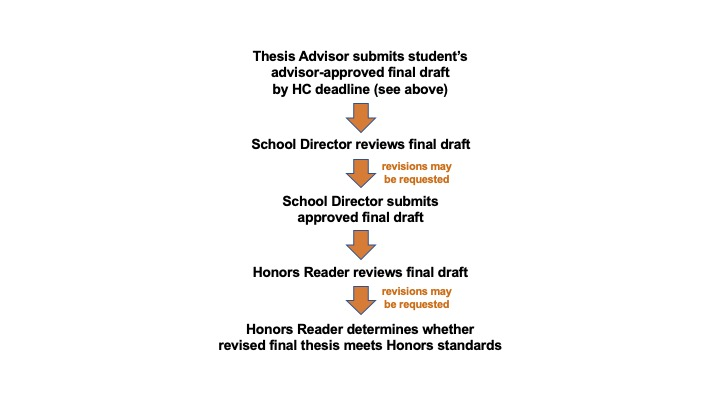 Thesis Advisor submits student’s
advisor-approved final draft
by HC deadline (see above)
School Director reviews final draft
revisions may
be requested
School Director submits
approved final draft
Honors Reader reviews final draft
revisions may
be requested
Honors Reader determines whether
revised final thesis meets Honors standards